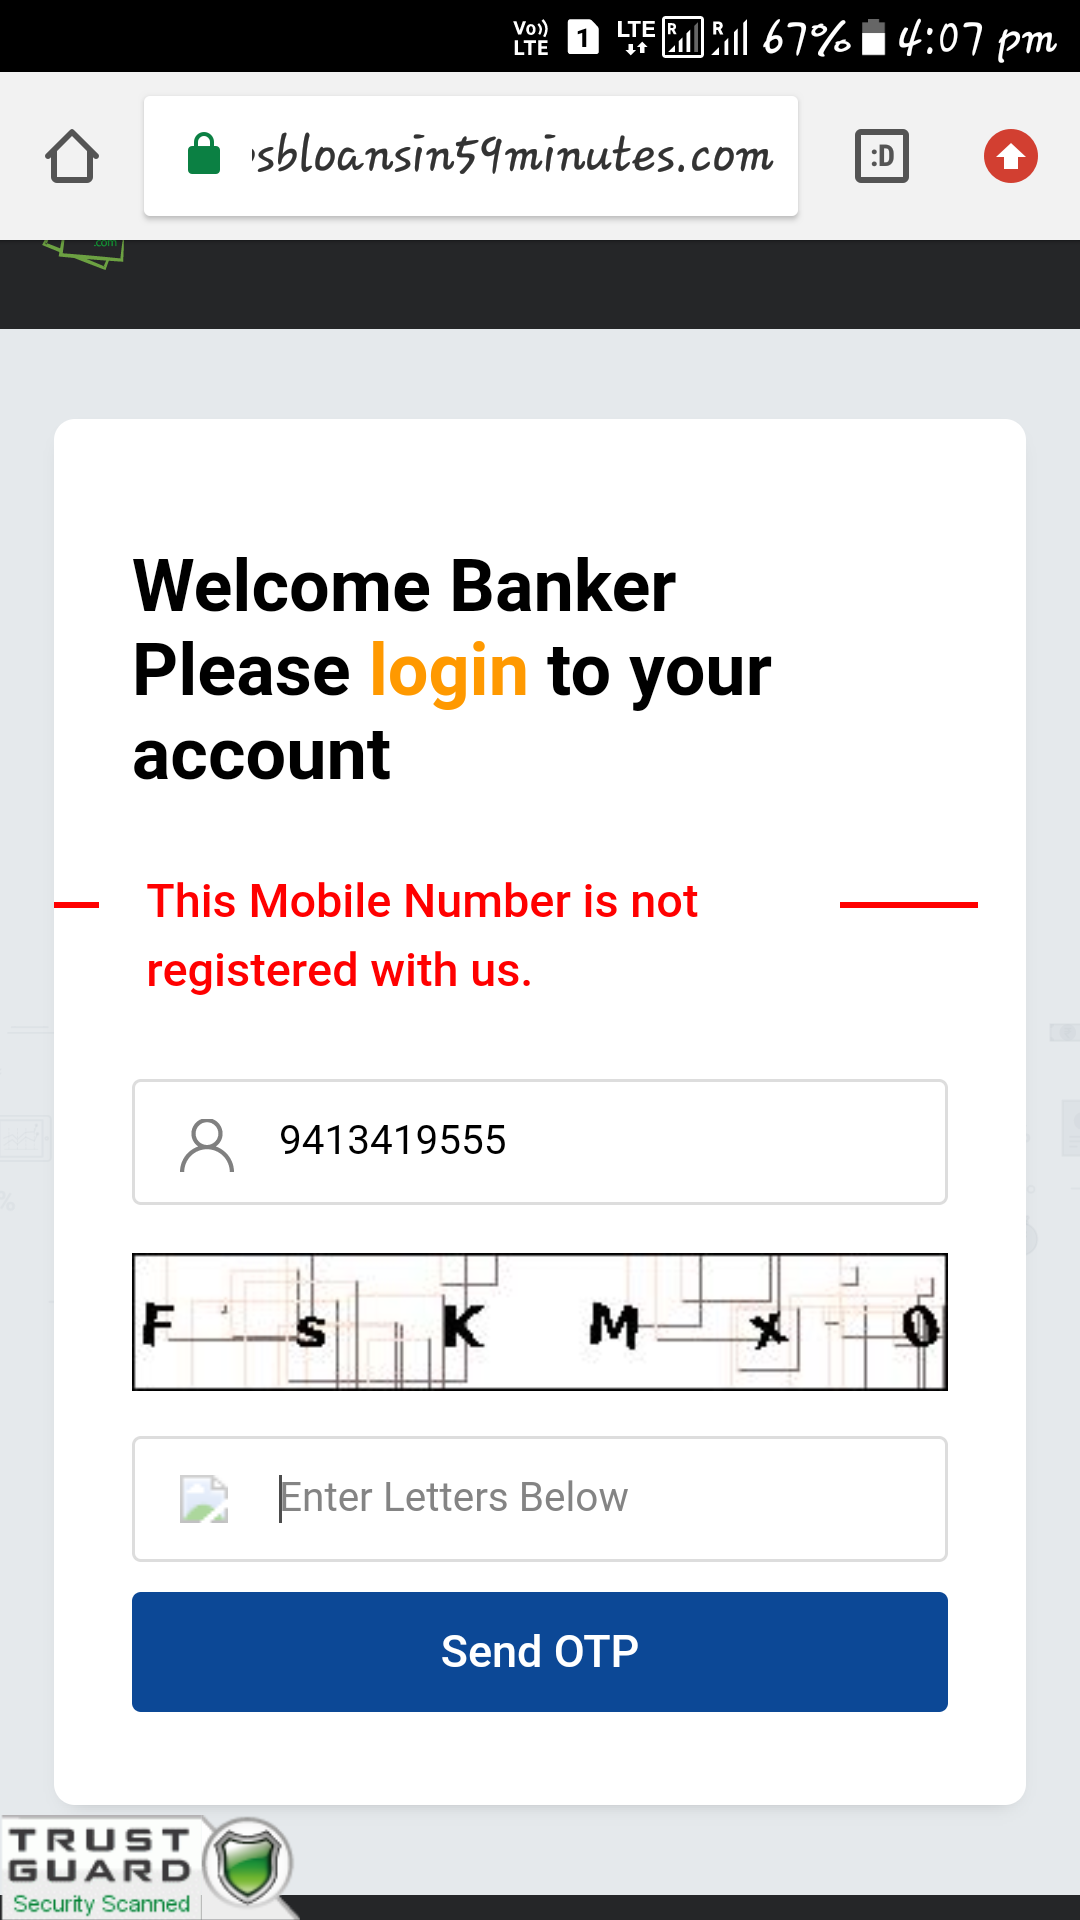 Vo)) LTE 1 LTE R R 67% 4:07 pm
sbloansin59minutes.com :D
.com
Welcome Banker
Please login to your
account
This Mobile Number is not
registered with us.
9413419555
F s K M x 0
Enter Letters Below
Send OTP
TRUST
GUARD
Security Scanned